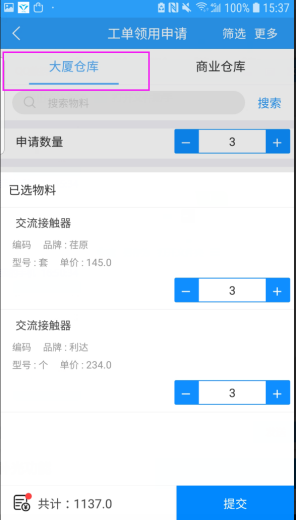 100% 15:37
工单领用申请 筛选 更多
大厦仓库 商业仓库
搜索物料 搜索
申请数量 − 3 +
已选物料
交流接触器
编码 品牌 : 荏原
型号 : 套 单价 : 145.0
− 3 +
交流接触器
编码 品牌 : 利达
型号 : 个 单价 : 234.0
− 3 +
共计：1137.0 提交